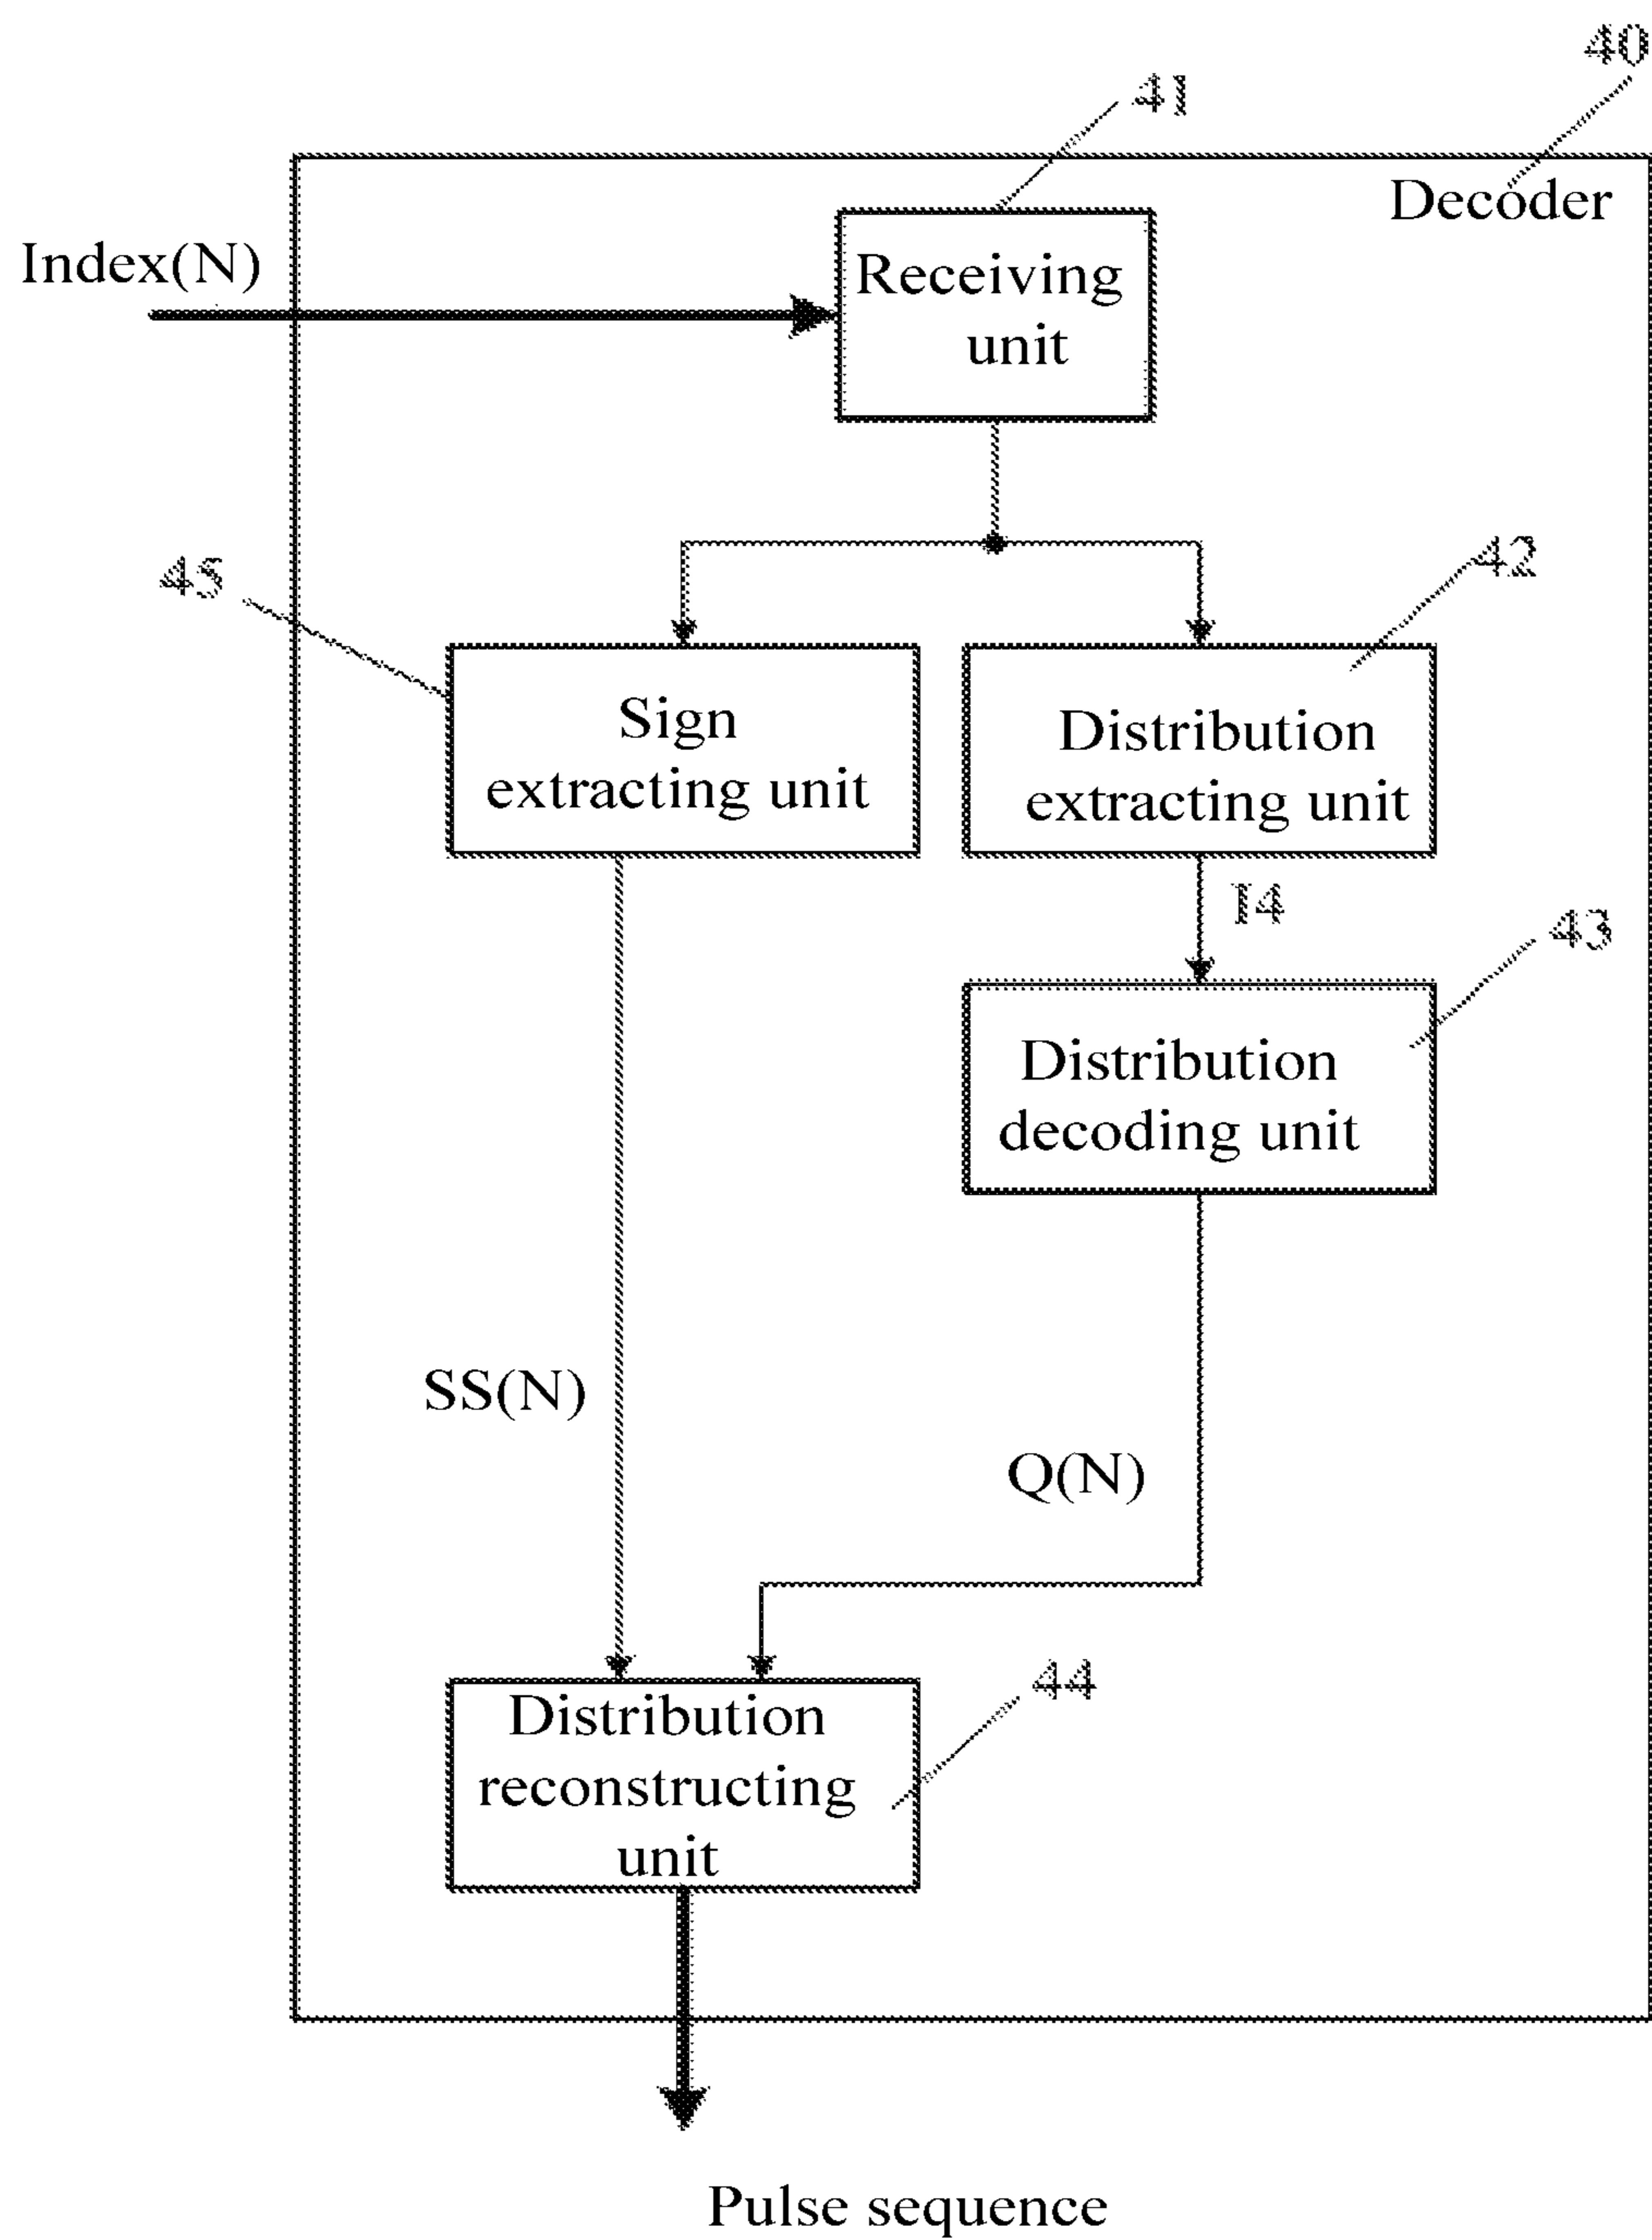 40
41
Decoder
Index(N)
Receiving
unit
45
42
Sign
extracting unit
Distribution
extracting unit
I4
43
Distribution
decoding unit
SS(N)
Q(N)
44
Distribution
reconstructing
unit
Pulse sequence